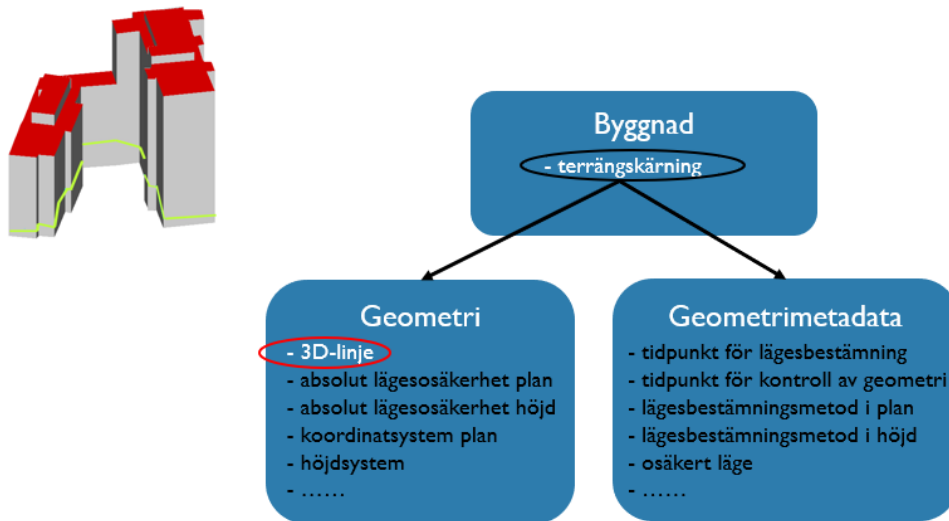 Byggnad
- terrängskärning
Geometri
- 3D-linje
- absolut lägesosäkerhet plan
- absolut lägesosäkerhet höjd
- koordinatsystem plan
- höjdsystem
- ......
Geometrimetadata
- tidpunkt för lägesbestämning
- tidpunkt för kontroll av geometri
- lägesbestämningsmetod i plan
- lägesbestämningsmetod i höjd
- osäkert läge
- ......